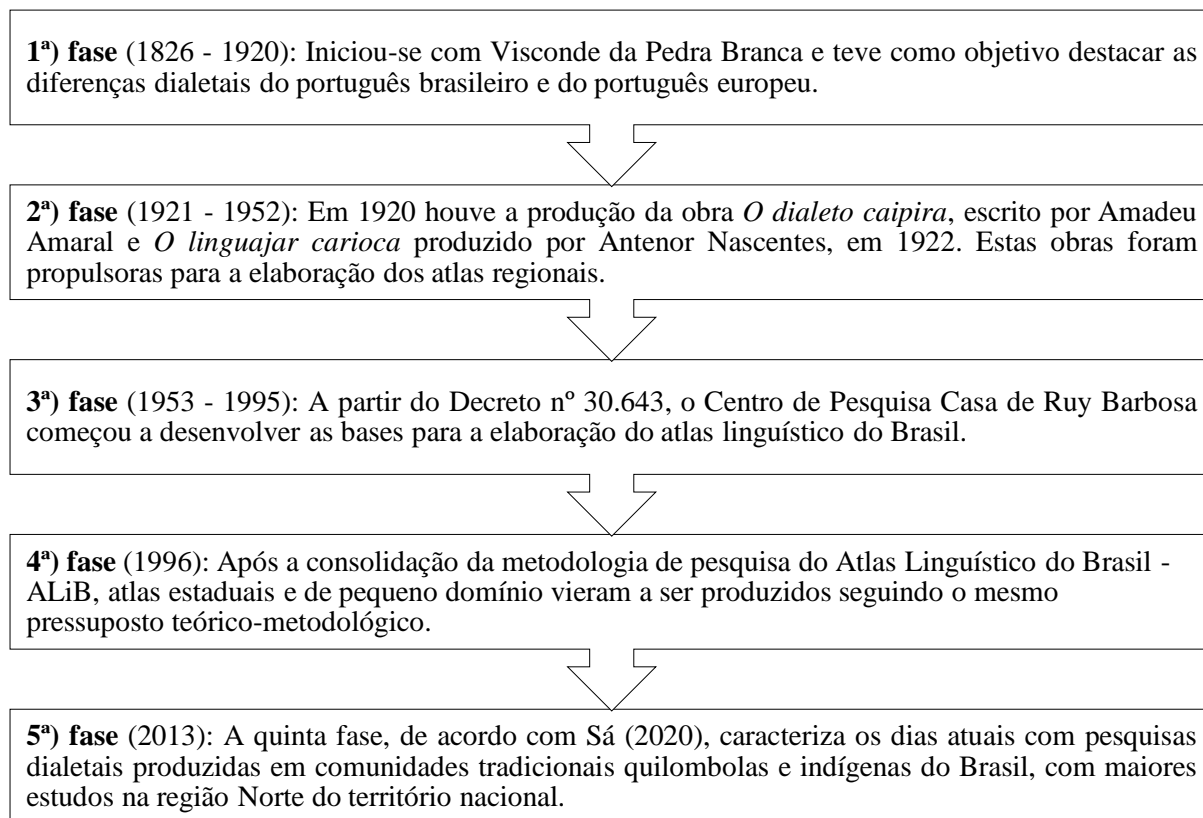 1ª) fase (1826 - 1920): Iniciou-se com Visconde da Pedra Branca e teve como objetivo destacar as
diferenças dialetais do português brasileiro e do português europeu.
2ª) fase (1921 - 1952): Em 1920 houve a produção da obra O dialeto caipira, escrito por Amadeu
Amaral e O linguajar carioca produzido por Antenor Nascentes, em 1922. Estas obras foram
propulsoras para a elaboração dos atlas regionais.
3ª) fase (1953 - 1995): A partir do Decreto nº 30.643, o Centro de Pesquisa Casa de Ruy Barbosa
começou a desenvolver as bases para a elaboração do atlas linguístico do Brasil.
4ª) fase (1996): Após a consolidação da metodologia de pesquisa do Atlas Linguístico do Brasil -
ALiB, atlas estaduais e de pequeno domínio vieram a ser produzidos seguindo o mesmo
pressuposto teórico-metodológico.
5ª) fase (2013): A quinta fase, de acordo com Sá (2020), caracteriza os dias atuais com pesquisas
dialetais produzidas em comunidades tradicionais quilombolas e indígenas do Brasil, com maiores
estudos na região Norte do território nacional.